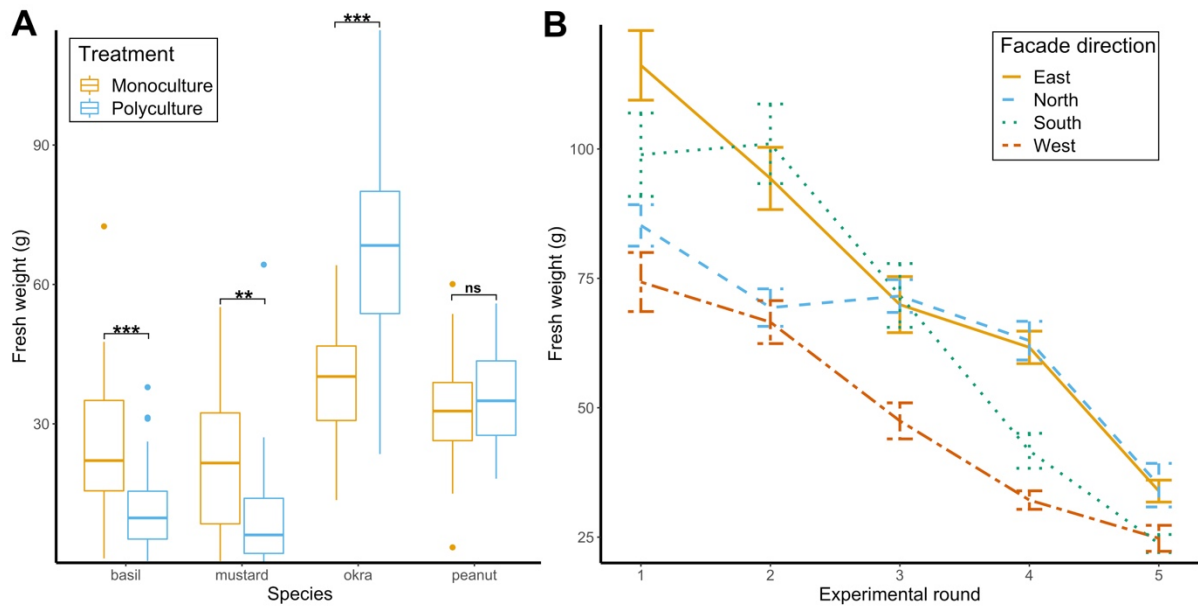 A
Treatment
Monoculture
Polyculture
***
**
***
ns
90
60
30
Fresh weight (g)
basil mustard okra peanut
Species
B
Facade direction
East
North
South
West
100
75
50
25
Fresh weight (g)
1 2 3 4 5
Experimental round